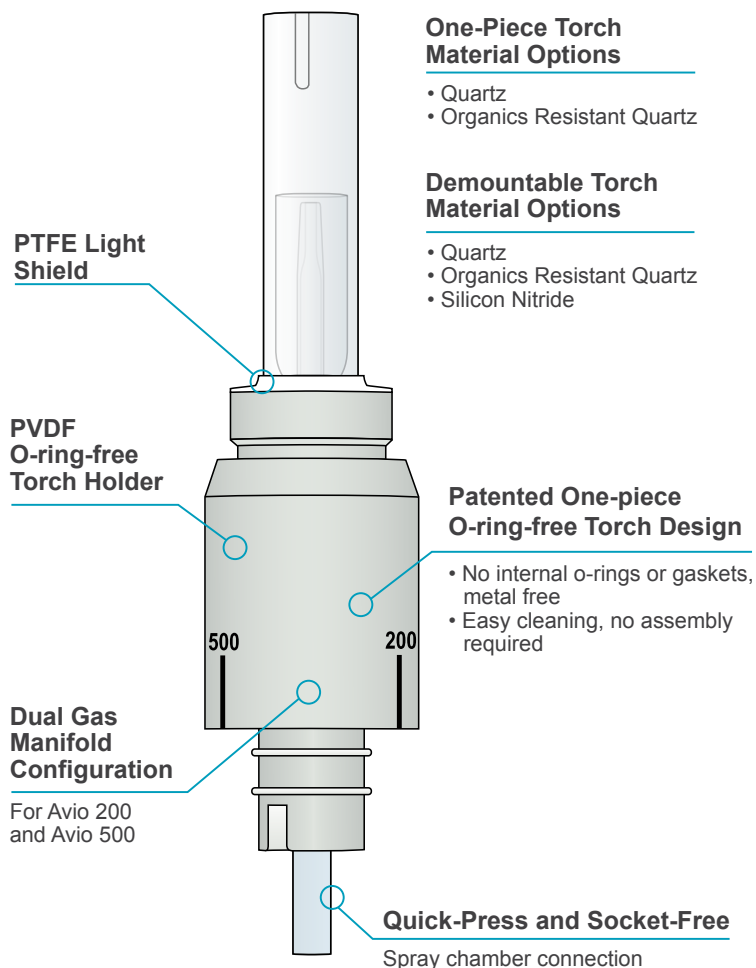 One-Piece Torch
Material Options
• Quartz
• Organics Resistant Quartz
Demountable Torch
Material Options
• Quartz
• Organics Resistant Quartz
• Silicon Nitride
PTFE Light
Shield
PVDF
O-ring-free
Torch Holder
Patented One-piece
O-ring-free Torch Design
• No internal o-rings or gaskets,
metal free
• Easy cleaning, no assembly
required
500
200
Dual Gas
Manifold
Configuration
For Avio 200
and Avio 500
Quick-Press and Socket-Free
Spray chamber connection